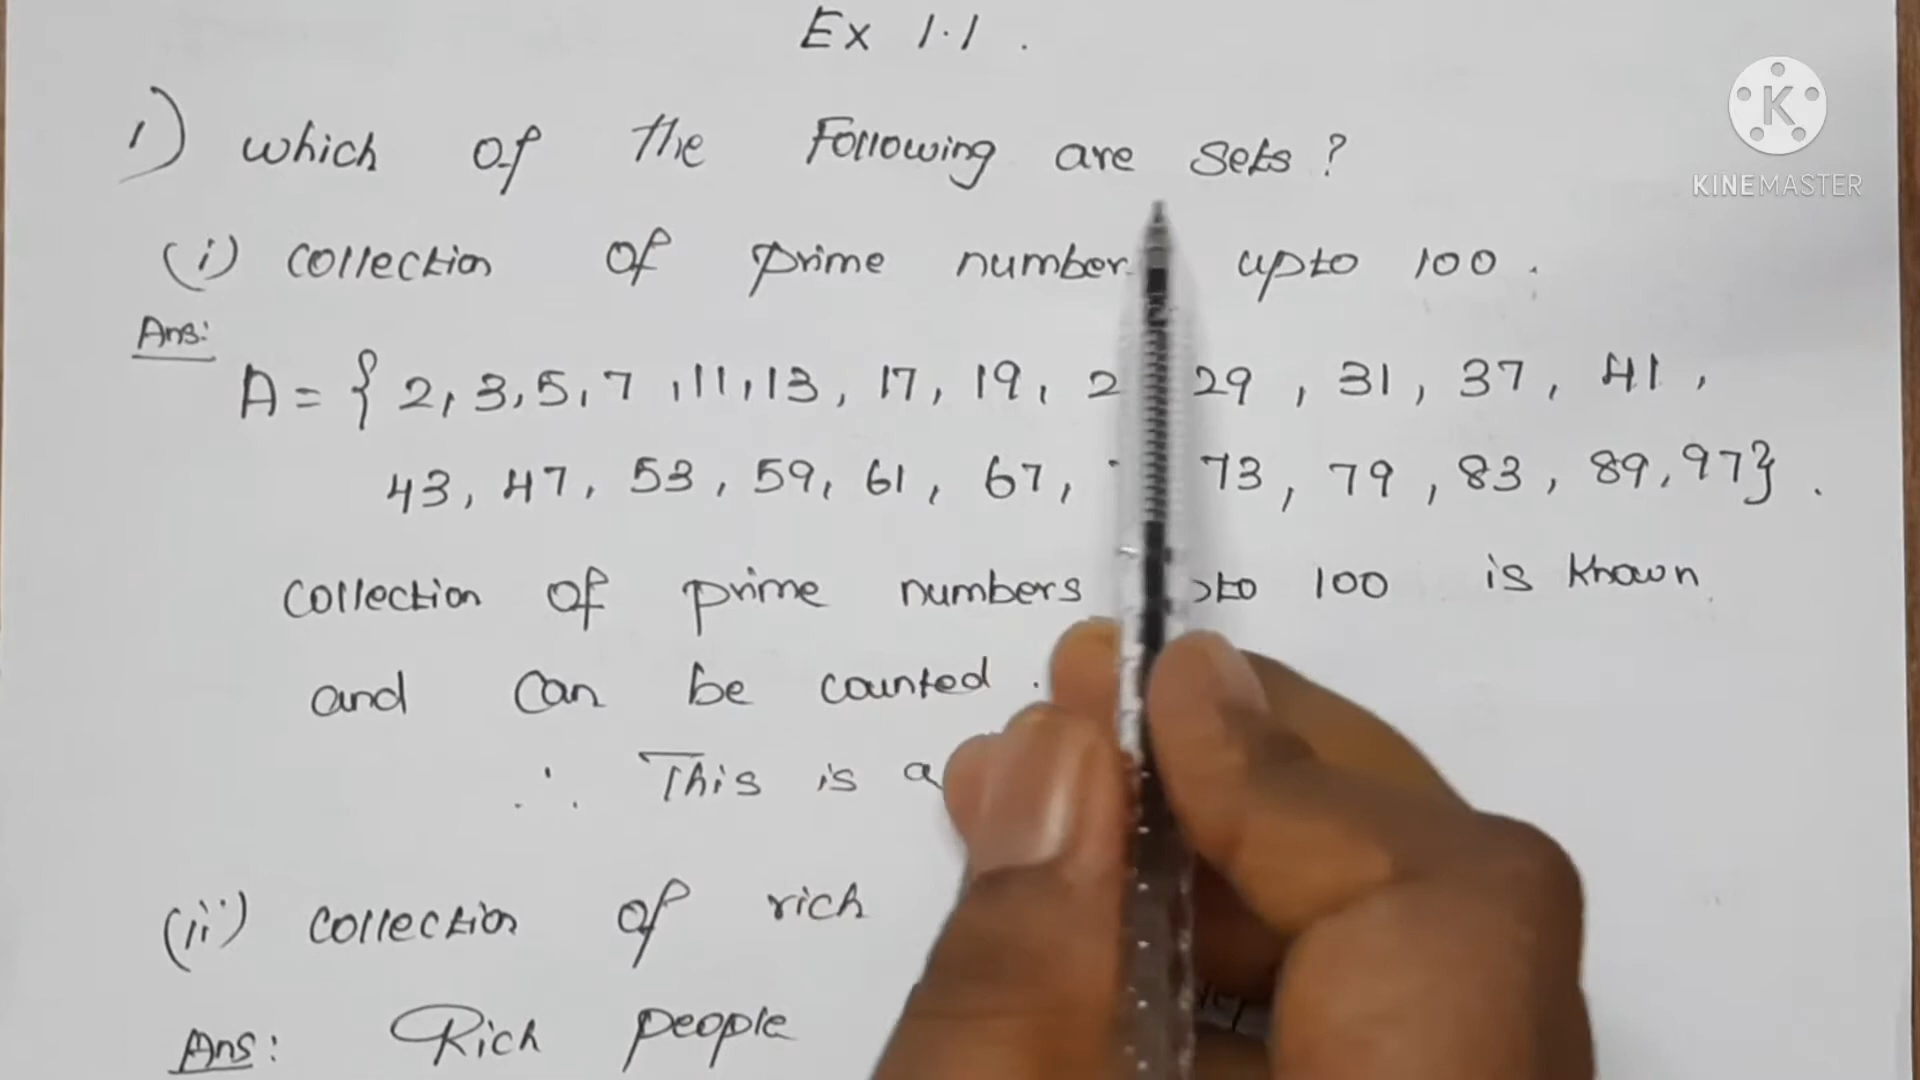 Ex 1.1.
1) which of the Following are sets?
KINEMASTER
(i) collection of prime number upto 100.
Ans:
A = { 2, 3, 5, 7, 11, 13, 17, 19, 2 29, 31, 37, 41,
43, 47, 53, 59, 61, 67, 73, 79, 83, 89, 97}.
collection of prime numbers to 100 is known
and can be counted.
∴ This is a
(ii) collection of rich
Ans: Rich people